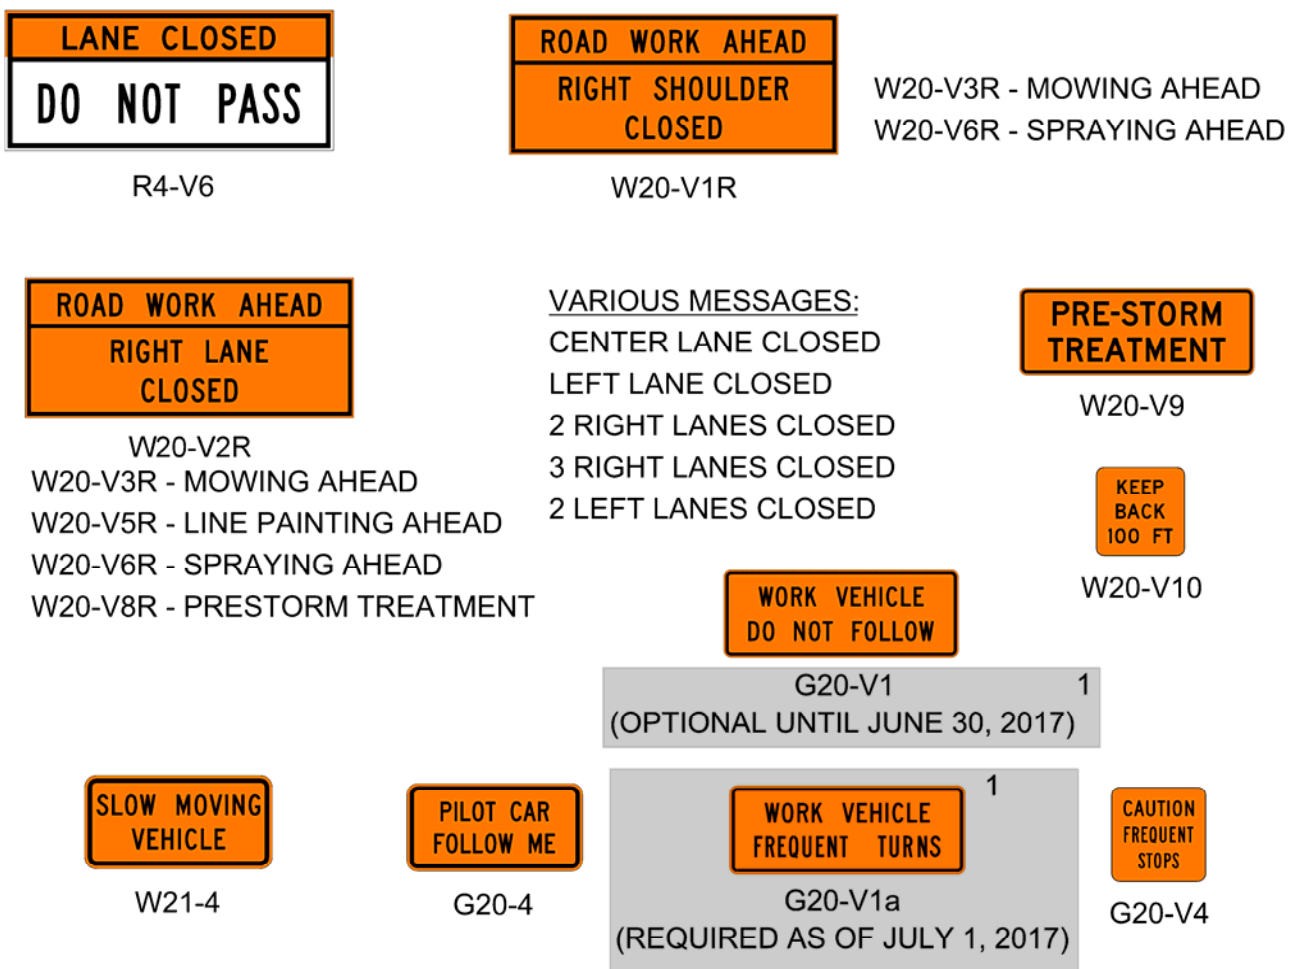 LANE CLOSED
DO NOT PASS
R4-V6
ROAD WORK AHEAD
RIGHT SHOULDER
CLOSED
W20-V1R
W20-V3R - MOWING AHEAD
W20-V6R - SPRAYING AHEAD
ROAD WORK AHEAD
RIGHT LANE
CLOSED
W20-V2R
W20-V3R - MOWING AHEAD
W20-V5R - LINE PAINTING AHEAD
W20-V6R - SPRAYING AHEAD
W20-V8R - PRESTORM TREATMENT
VARIOUS MESSAGES:
CENTER LANE CLOSED
LEFT LANE CLOSED
2 RIGHT LANES CLOSED
3 RIGHT LANES CLOSED
2 LEFT LANES CLOSED
PRE-STORM
TREATMENT
W20-V9
KEEP
BACK
100 FT
W20-V10
WORK VEHICLE
DO NOT FOLLOW
G20-V1 1
(OPTIONAL UNTIL JUNE 30, 2017)
SLOW MOVING
VEHICLE
W21-4
PILOT CAR
FOLLOW ME
G20-4
1
WORK VEHICLE
FREQUENT TURNS
G20-V1a
(REQUIRED AS OF JULY 1, 2017)
CAUTION
FREQUENT
STOPS
G20-V4